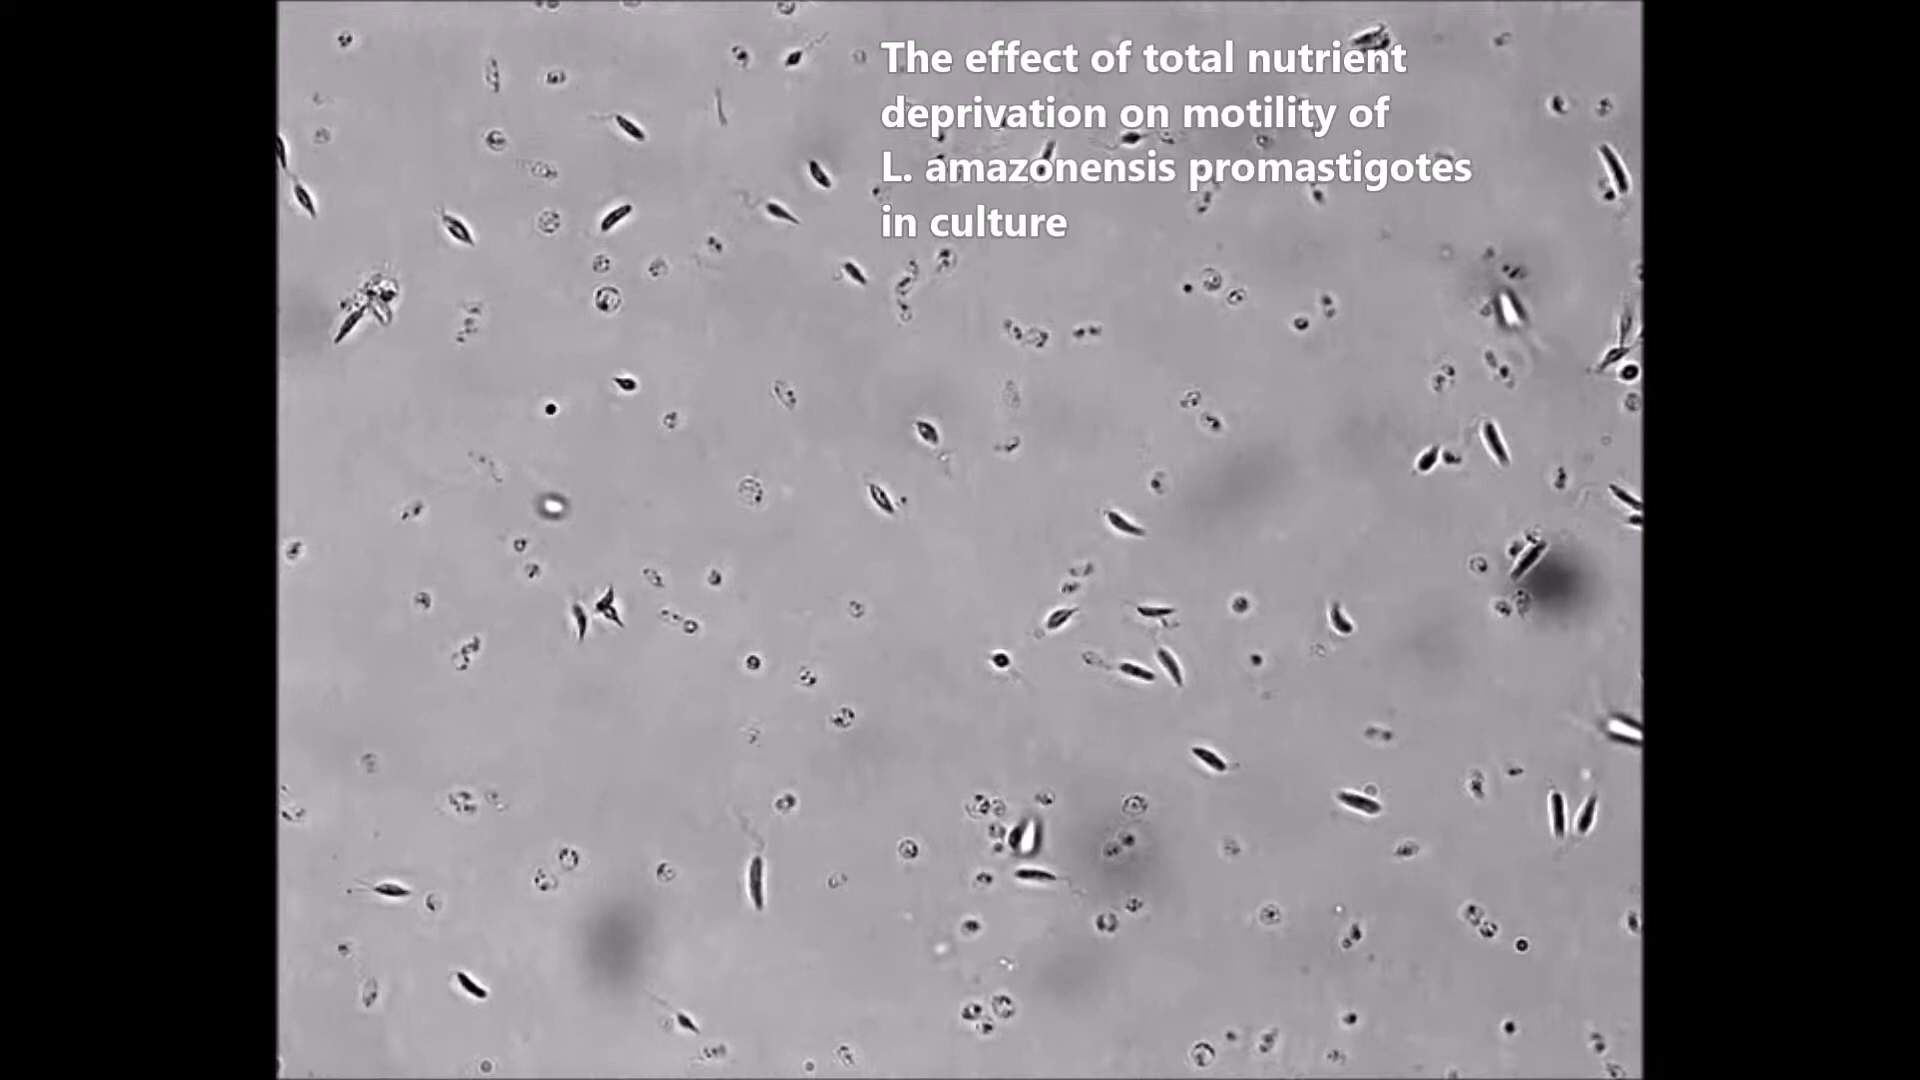 The effect of total nutrient
deprivation on motility of
L. amazonensis promastigotes
in culture